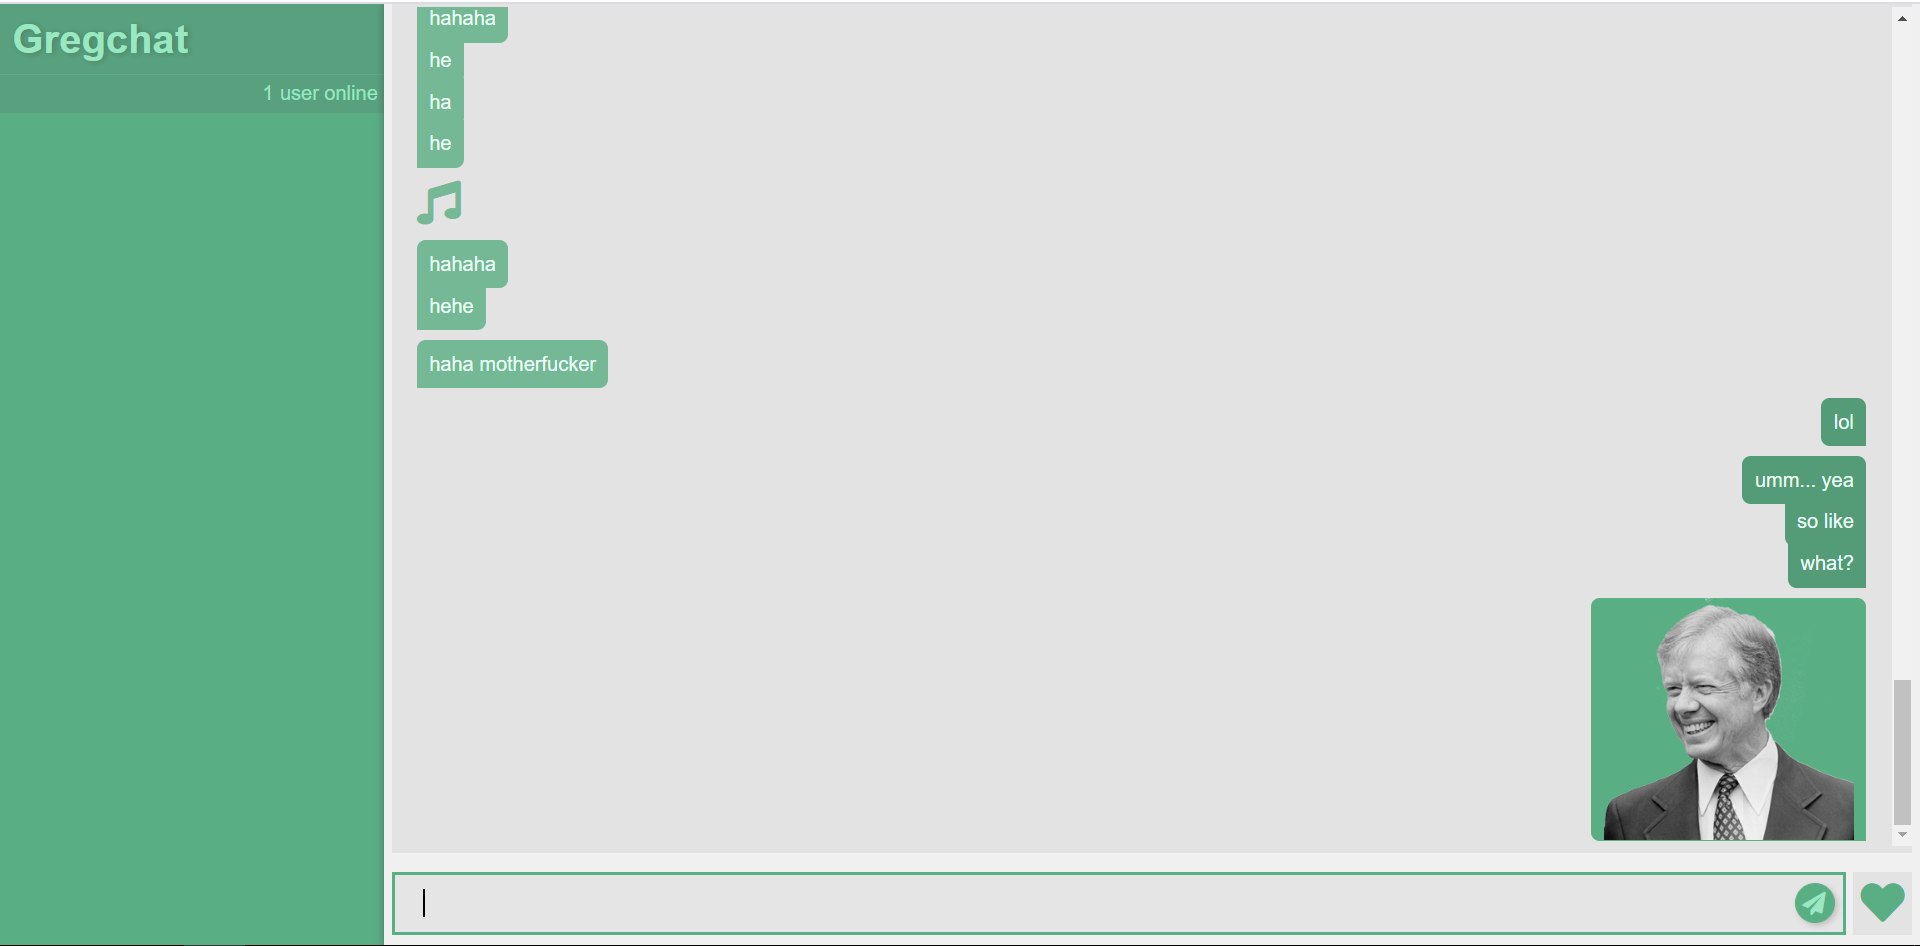 Gregchat
1 user online
hahaha
he
ha
he
hahaha
hehe
haha motherfucker
lol
umm... yea
so like
what?